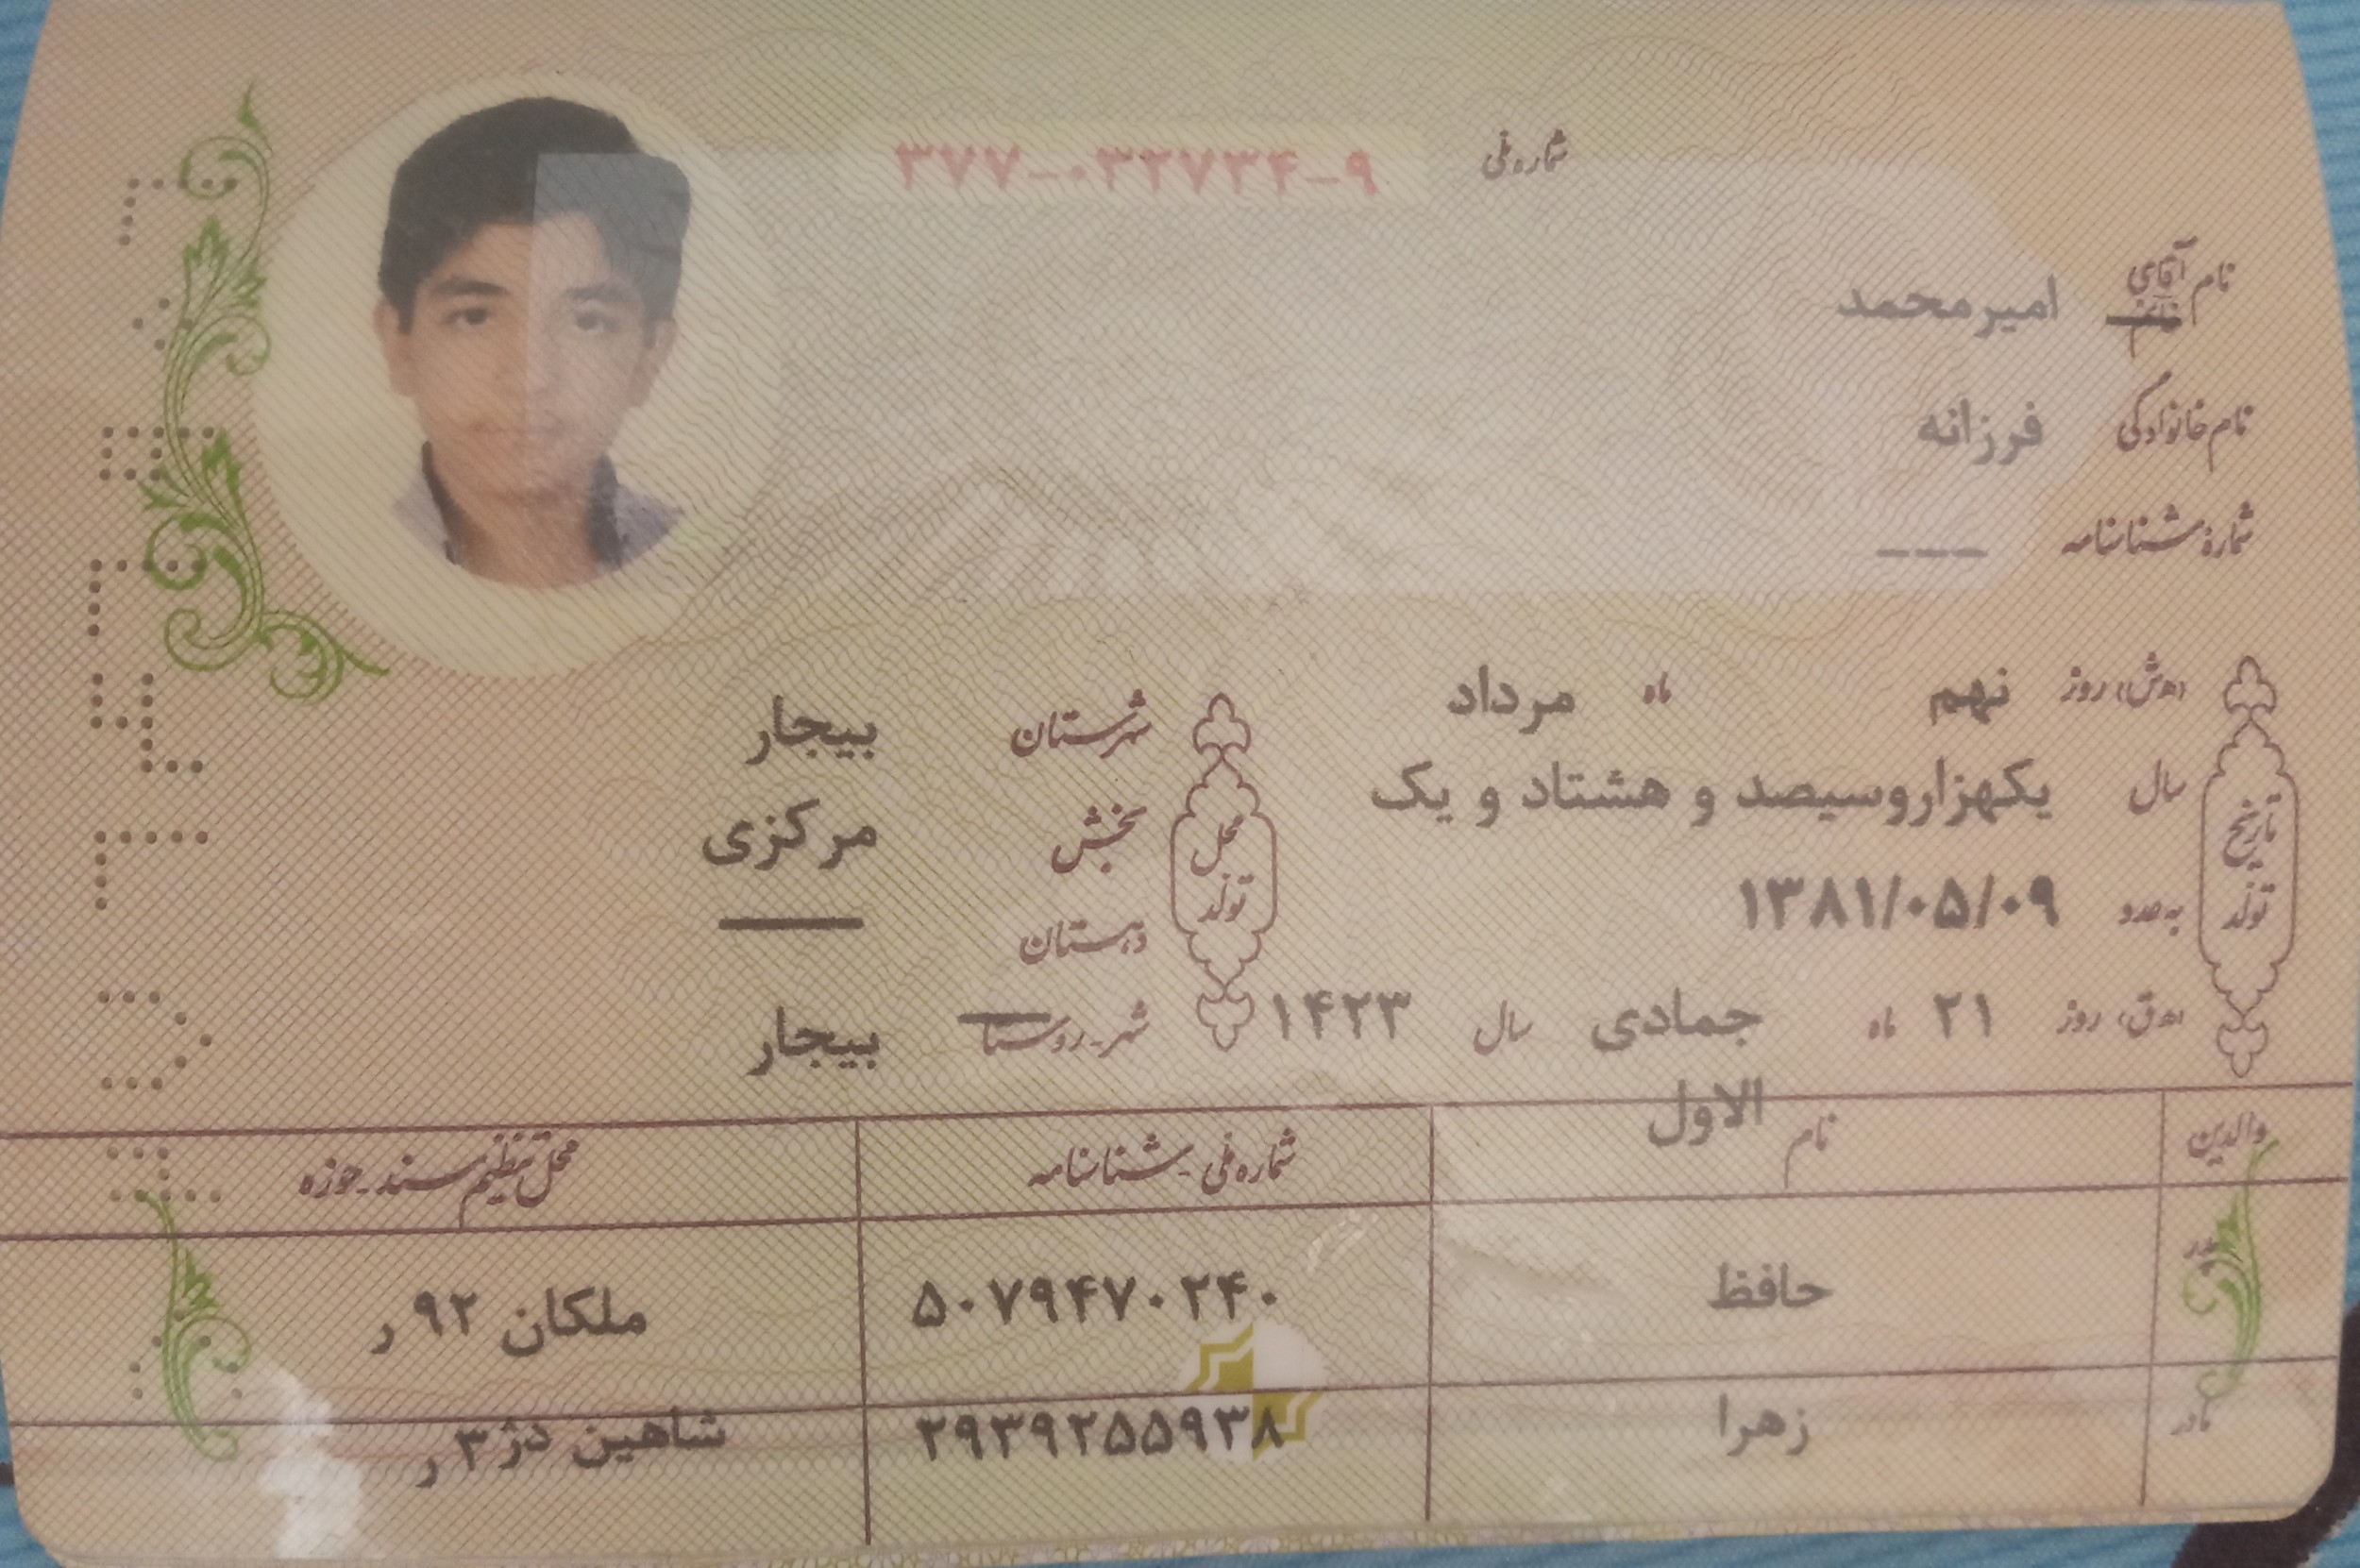 شماره ملی ۳۷۷-۰۳۲۷۳۴-۹
نام آقای خانم امیرمحمد
نام خانوادگی فرزانه
شمارهٔ شناسنامه ---
تاریخ تولد
(ه‍.ش) روز نهم ماه مرداد
سال یکهزاروسیصد و هشتاد و یک
به عدد ۱۳۸۱/۰۵/۰۹
(ه‍.ق) روز ۲۱ ماه جمادی الاول سال ۱۴۲۳
محل تولد
شهرستان بیجار
بخش مرکزی
دهستان —
شهر-روستا بیجار
والدین نام شماره ملی-شناسنامه محل تنظیم سند-حوزه
پدر حافظ ۵۰۷۹۴۷۰۲۴۰ ملکان ۹۲ ر
مادر زهرا ۲۹۳۹۲۵۵۹۳۸ شاهین دژ ۳ ر